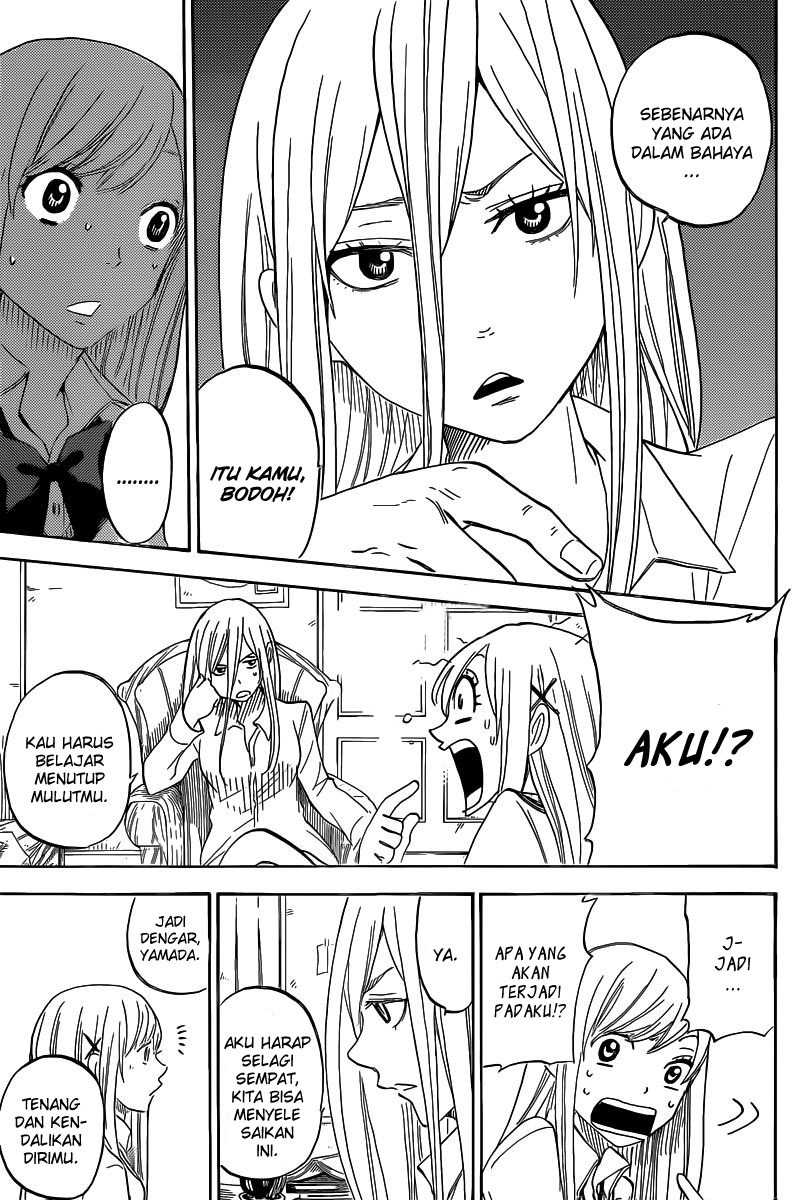 SEBENARNYA
YANG ADA
DALAM BAHAYA
...
ITU KAMU,
BODOH!
.........
AKU!?
KAU HARUS
BELAJAR
MENUTUP
MULUTMU.
J-
JADI
...
APA YANG
AKAN
TERJADI
PADAKU!?
YA.
AKU HARAP
SELAGI
SEMPAT,
KITA BISA
MENYELE
SAIKAN
INI.
JADI
DENGAR,
YAMADA.
TENANG
DAN KEN-
DALIKAN
DIRIMU.